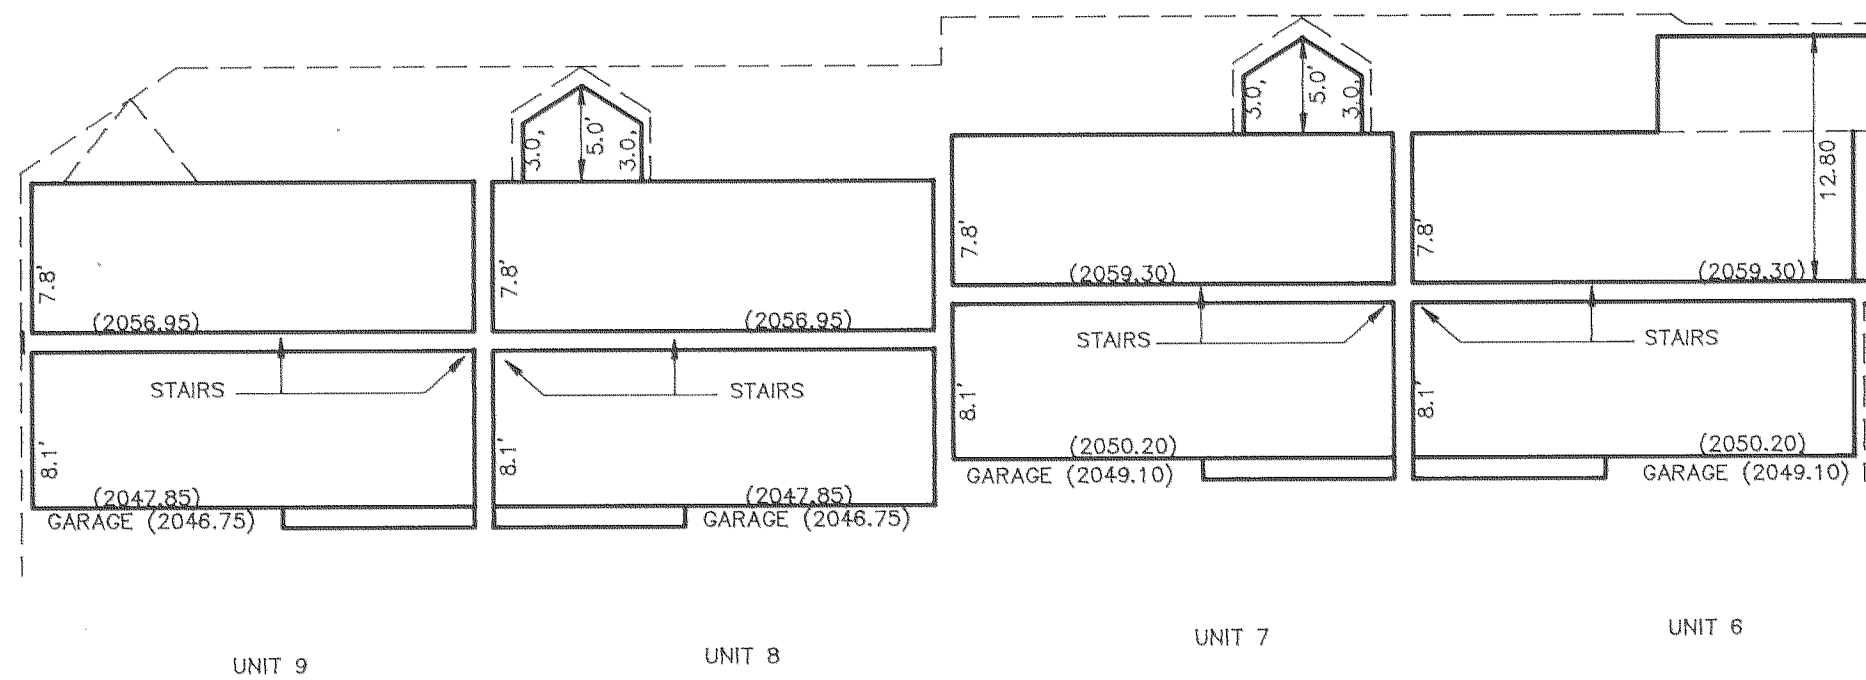 3.0,
5.0'
3.0,
7.8'
(2056.95)
STAIRS
8.1'
(2047.85)
GARAGE (2046.75)
UNIT 9
3.0,
5.0'
3.0,
7.8'
(2056.95)
STAIRS
8.1'
(2047.85)
GARAGE (2046.75)
UNIT 8
7.8'
(2059.30)
STAIRS
8.1'
(2050.20)
GARAGE (2049.10)
UNIT 7
12.80
7.8'
(2059.30)
STAIRS
8.1'
(2050.20)
GARAGE (2049.10)
UNIT 6